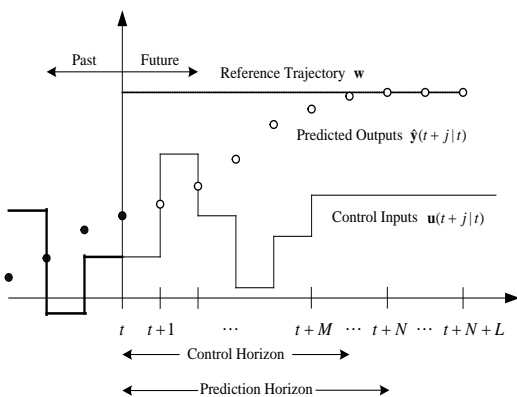 Past Future
Reference Trajectory w
Predicted Outputs ŷ(t + j | t)
Control Inputs u(t + j | t)
t t+1 ... t+M ... t+N ... t+N+L
Control Horizon
Prediction Horizon